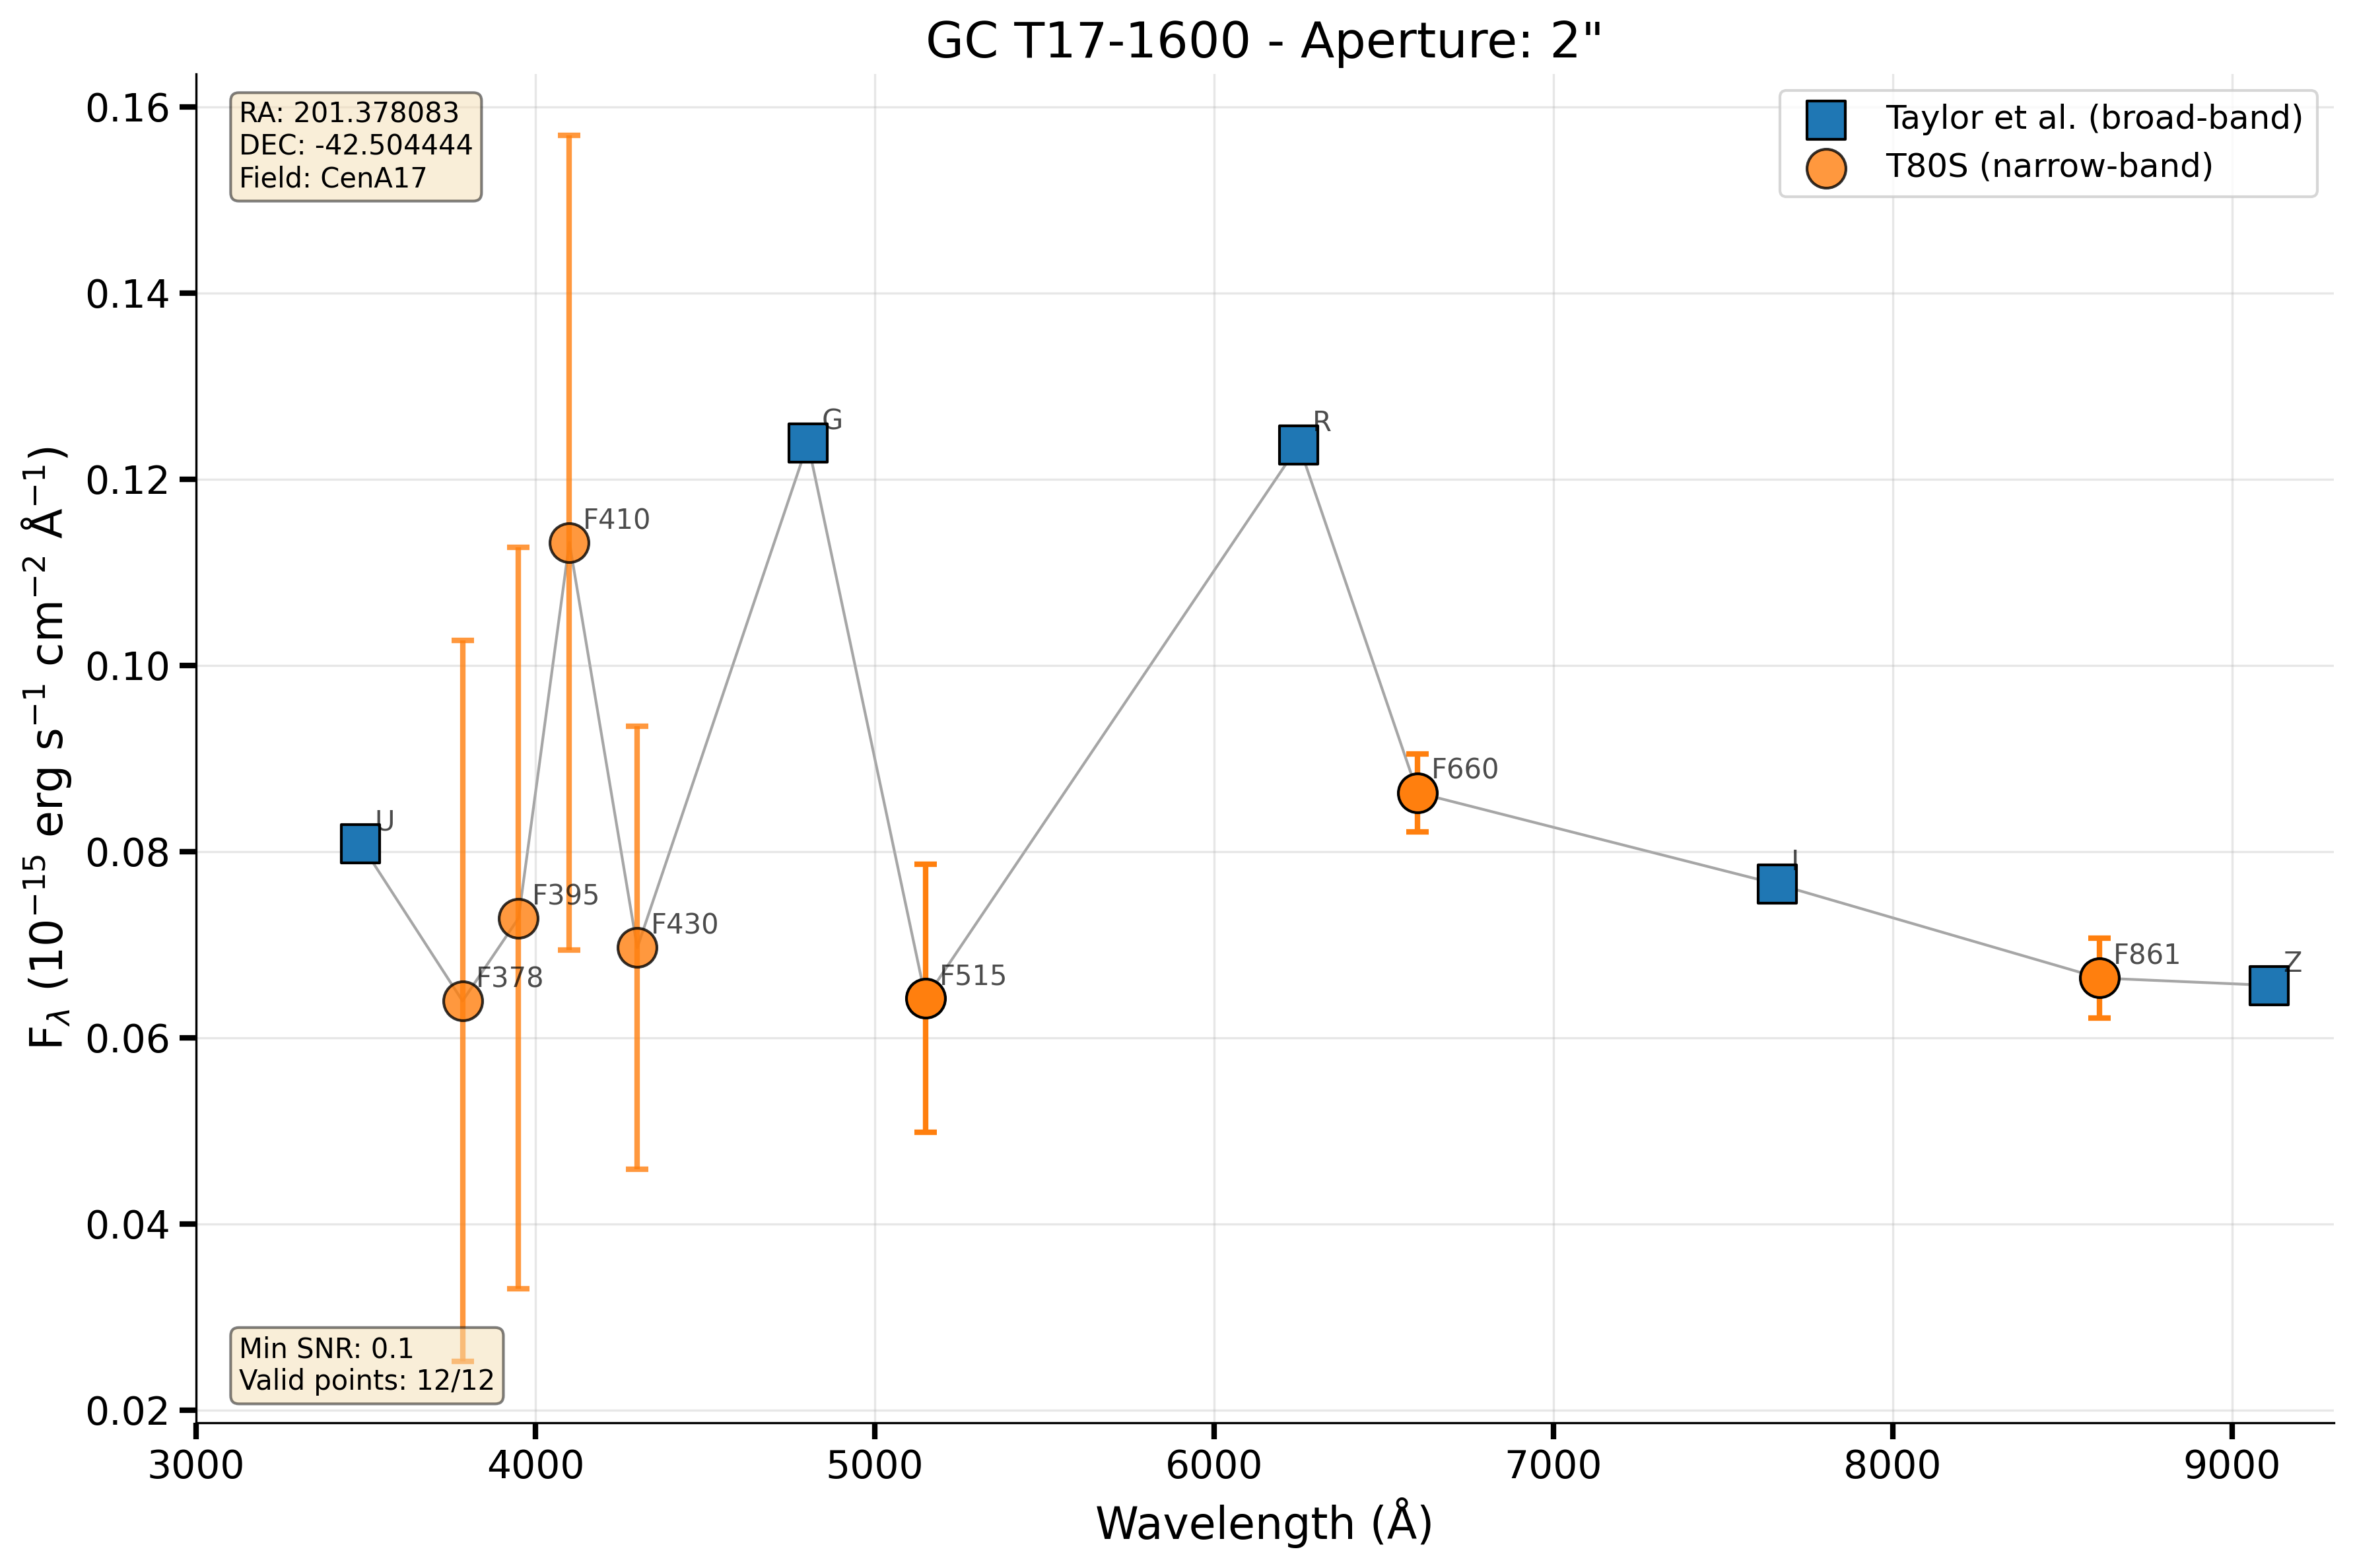 GC T17-1600 - Aperture: 2"
RA: 201.378083
DEC: -42.504444
Field: CenA17
Taylor et al. (broad-band)
T80S (narrow-band)
F_λ (10⁻¹⁵ erg s⁻¹ cm⁻² Å⁻¹)
0.16
0.14
0.12
0.10
0.08
0.06
0.04
0.02
U
F378
F395
F410
F430
G
F515
R
F660
I
F861
Z
Min SNR: 0.1
Valid points: 12/12
3000
4000
5000
6000
7000
8000
9000
Wavelength (Å)